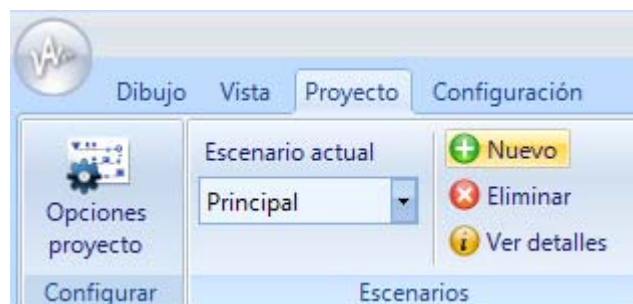 Dibujo Vista Proyecto Configuración
Opciones
proyecto
Configurar
Escenario actual
Principal
Nuevo
Eliminar
Ver detalles
Escenarios